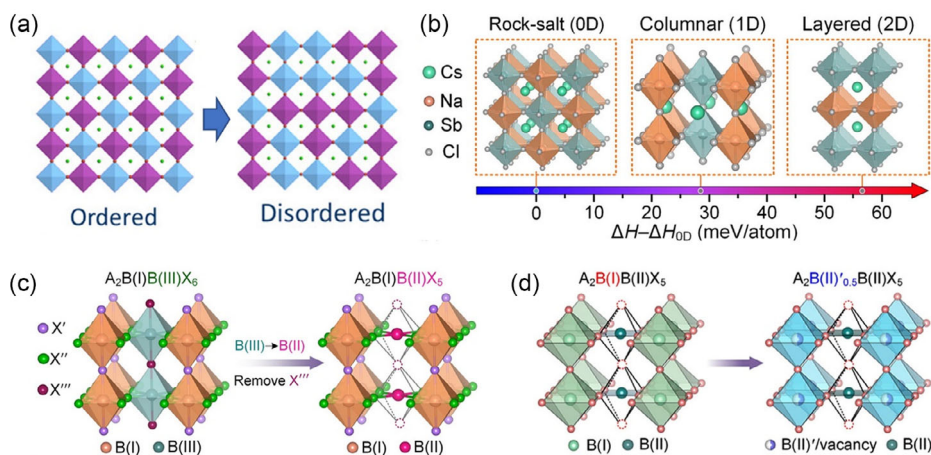 (a)
Ordered
Disordered
(b)
Rock-salt (0D)
Columnar (1D)
Layered (2D)
Cs
Na
Sb
Cl
0 10 20 30 40 50 60
ΔH–ΔH0D (meV/atom)
(c)
A2B(I)B(III)X6
A2B(I)B(II)X5
X′
X″
X‴
B(III)→B(II)
Remove X‴
B(I) B(III)
B(I) B(II)
(d)
A2B(I)B(II)X5
A2B(II)′0.5B(II)X5
B(I) B(II)
B(II)′/vacancy B(II)